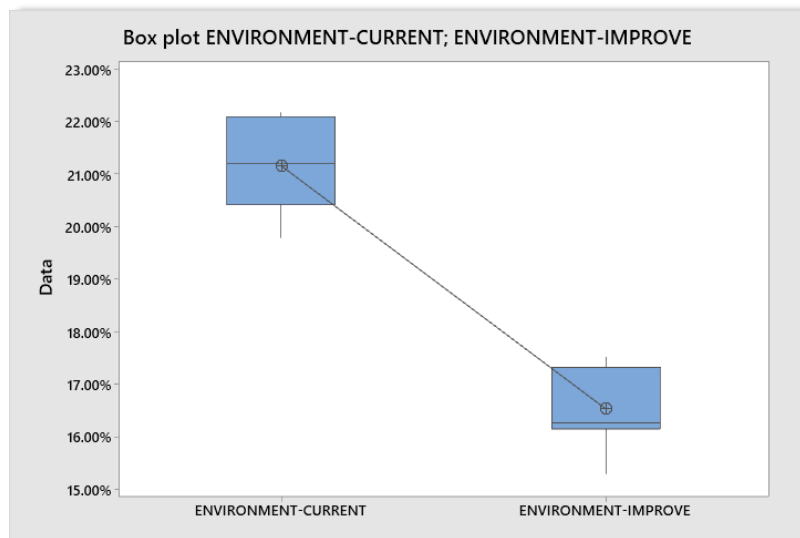 Box plot ENVIRONMENT-CURRENT; ENVIRONMENT-IMPROVE
23.00%
22.00%
21.00%
20.00%
19.00%
18.00%
17.00%
16.00%
15.00%
Data
ENVIRONMENT-CURRENT
ENVIRONMENT-IMPROVE